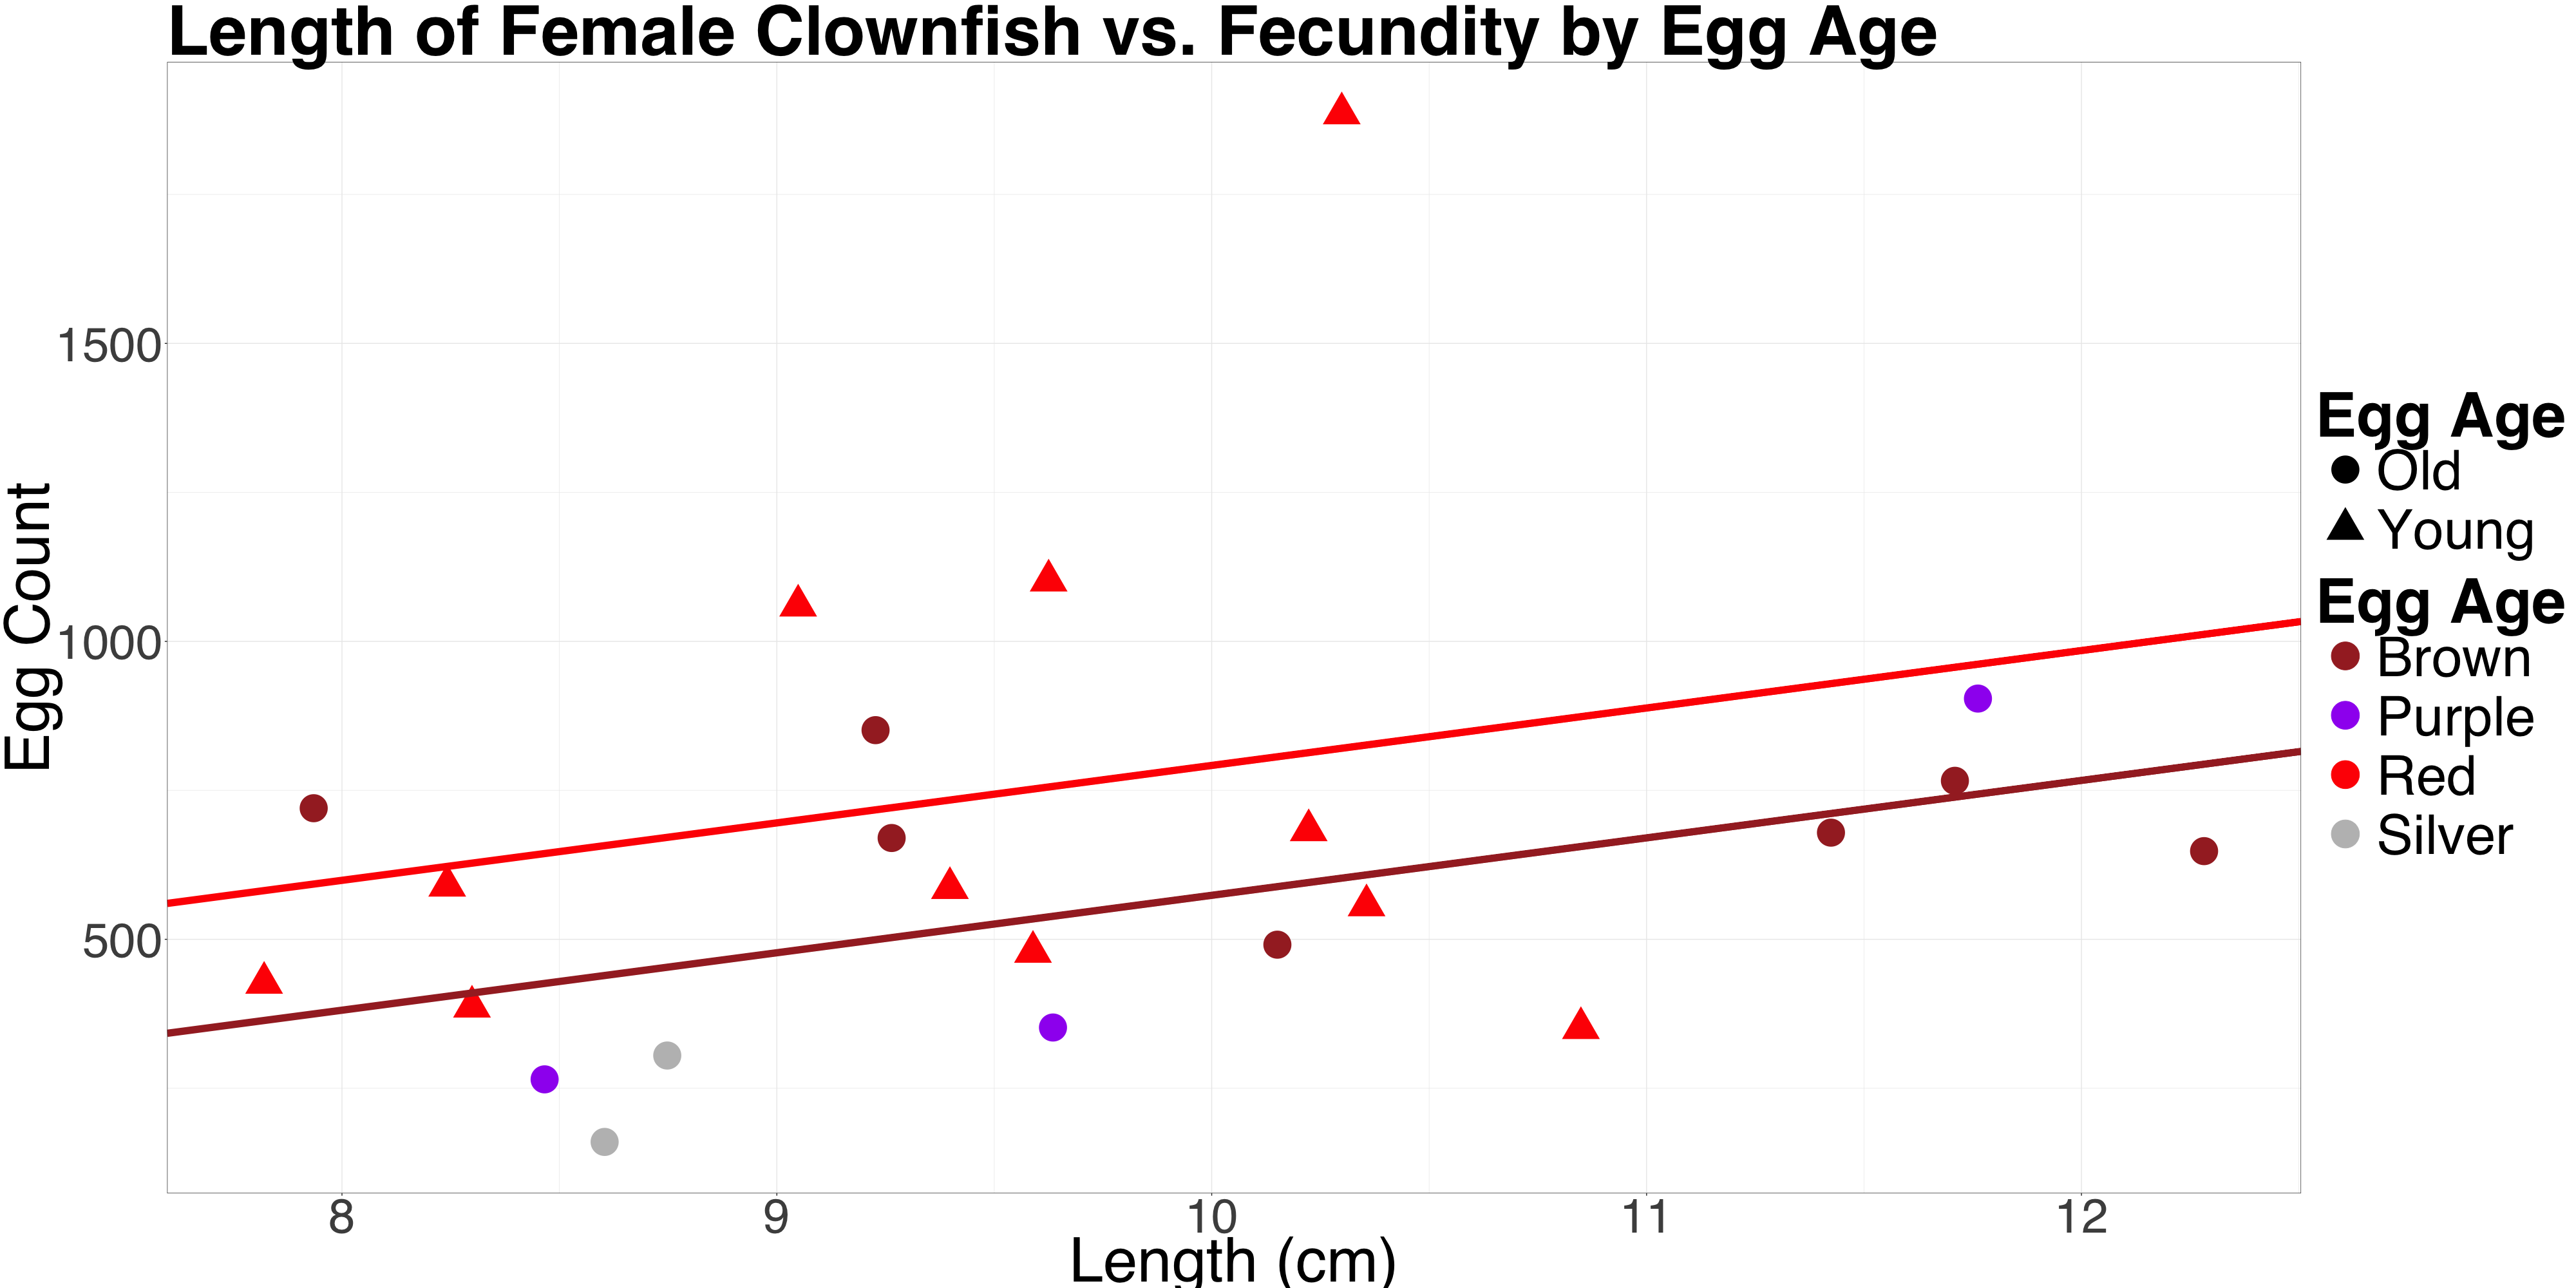 Length of Female Clownfish vs. Fecundity by Egg Age
Egg Count
1500
1000
500
8
9
10
11
12
Length (cm)
Egg Age
Old
Young
Egg Age
Brown
Purple
Red
Silver